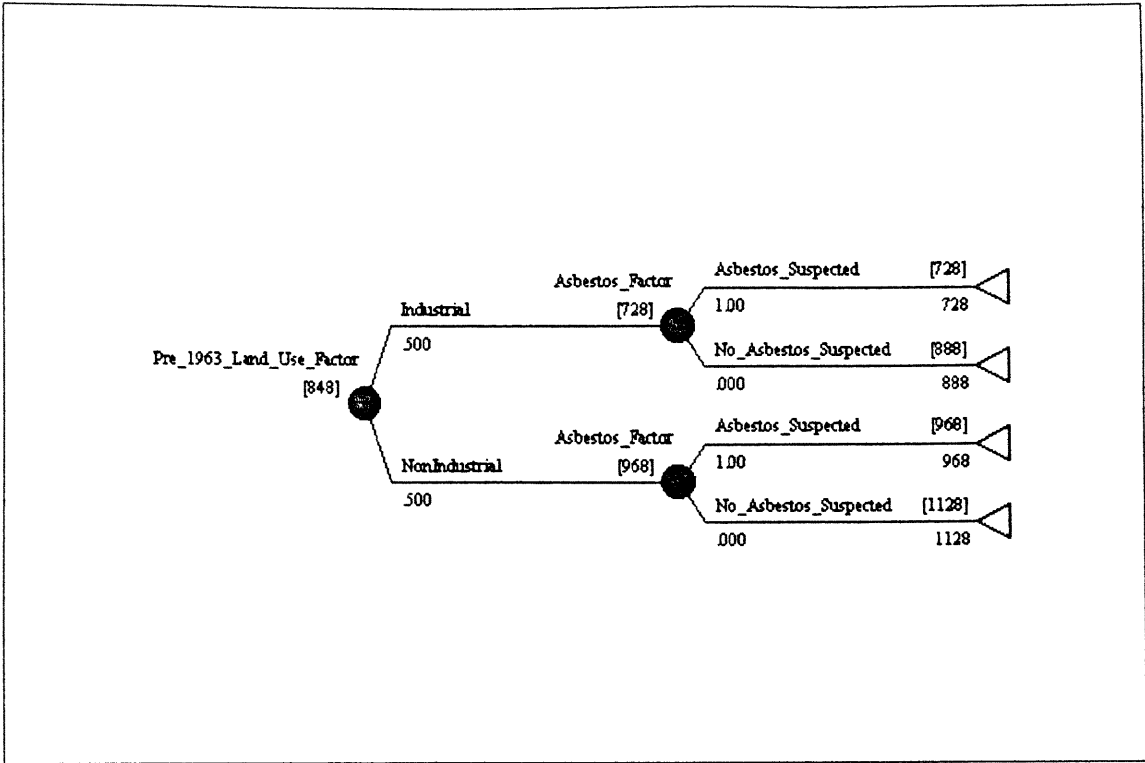 Asbestos_Suspected [728]
Asbestos_Factor
Industrial [728] 1.00 728
.500 No_Asbestos_Suspected [888]
Pre_1963_Land_Use_Factor .000 888
[848]
Asbestos_Suspected [968]
Asbestos_Factor
NonIndustrial [968] 1.00 968
.500 No_Asbestos_Suspected [1128]
.000 1128